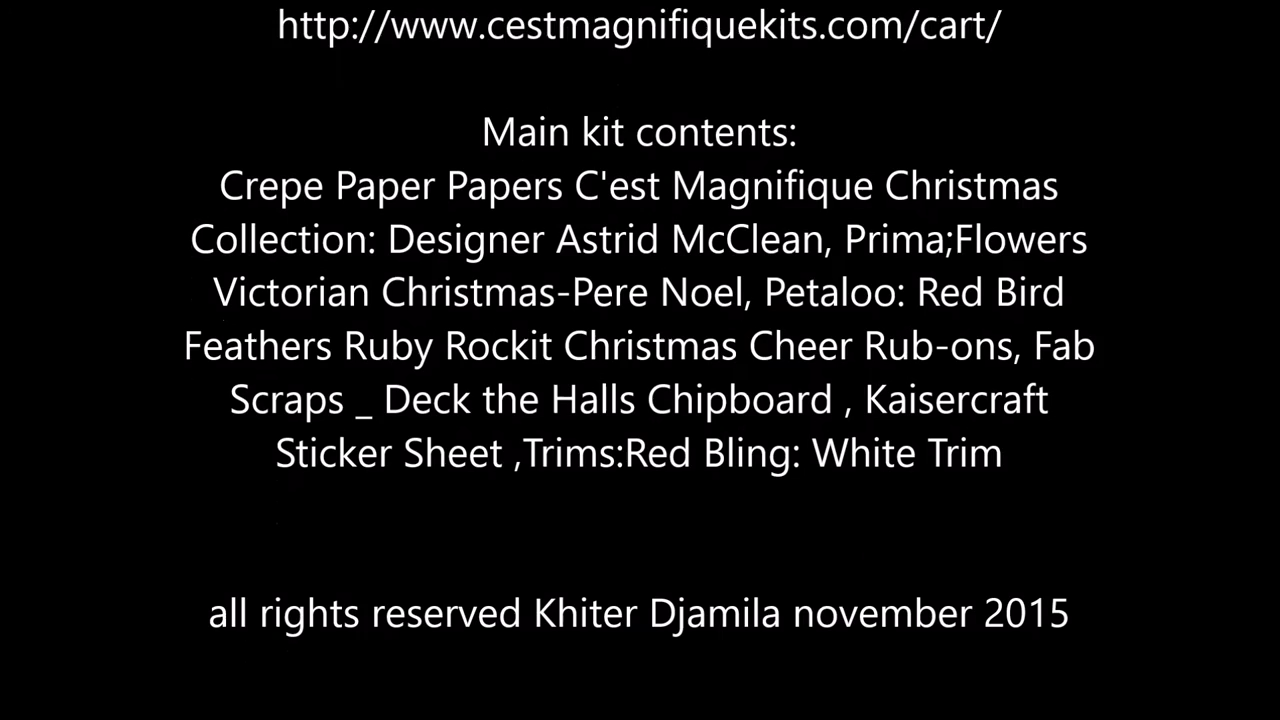 http://www.cestmagnifiquekits.com/cart/
Main kit contents:
Crepe Paper Papers C'est Magnifique Christmas
Collection: Designer Astrid McClean, Prima;Flowers
Victorian Christmas-Pere Noel, Petaloo: Red Bird
Feathers Ruby Rockit Christmas Cheer Rub-ons, Fab
Scraps _ Deck the Halls Chipboard , Kaisercraft
Sticker Sheet ,Trims:Red Bling: White Trim
all rights reserved Khiter Djamila november 2015